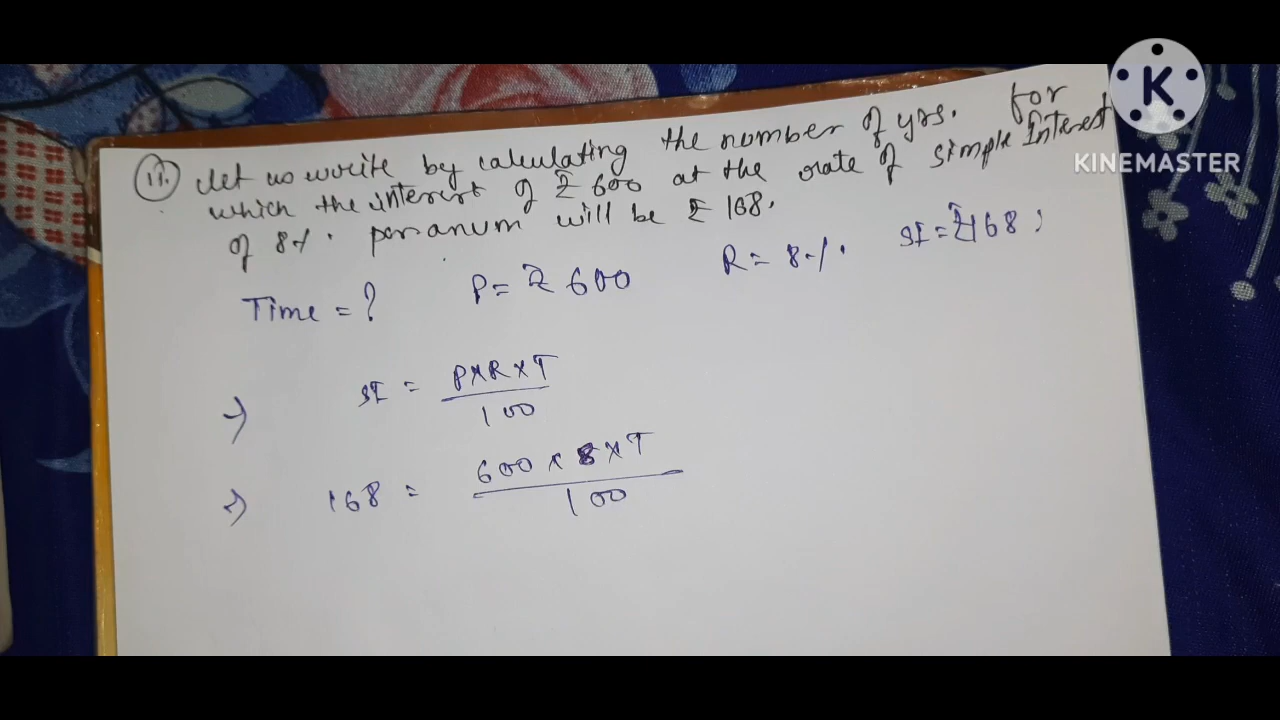 11. Let us write by calculating the number of yrs. for
which the interest of ₹ 600 at the rate of simple Interest
of 8%. per anum will be ₹ 168.
Time = ? P = ₹ 600 R = 8%. SI = ₹168;
⇒ SI = P×R×T
100
⇒ 168 = 600 × 8 × T
100
K
KINEMASTER